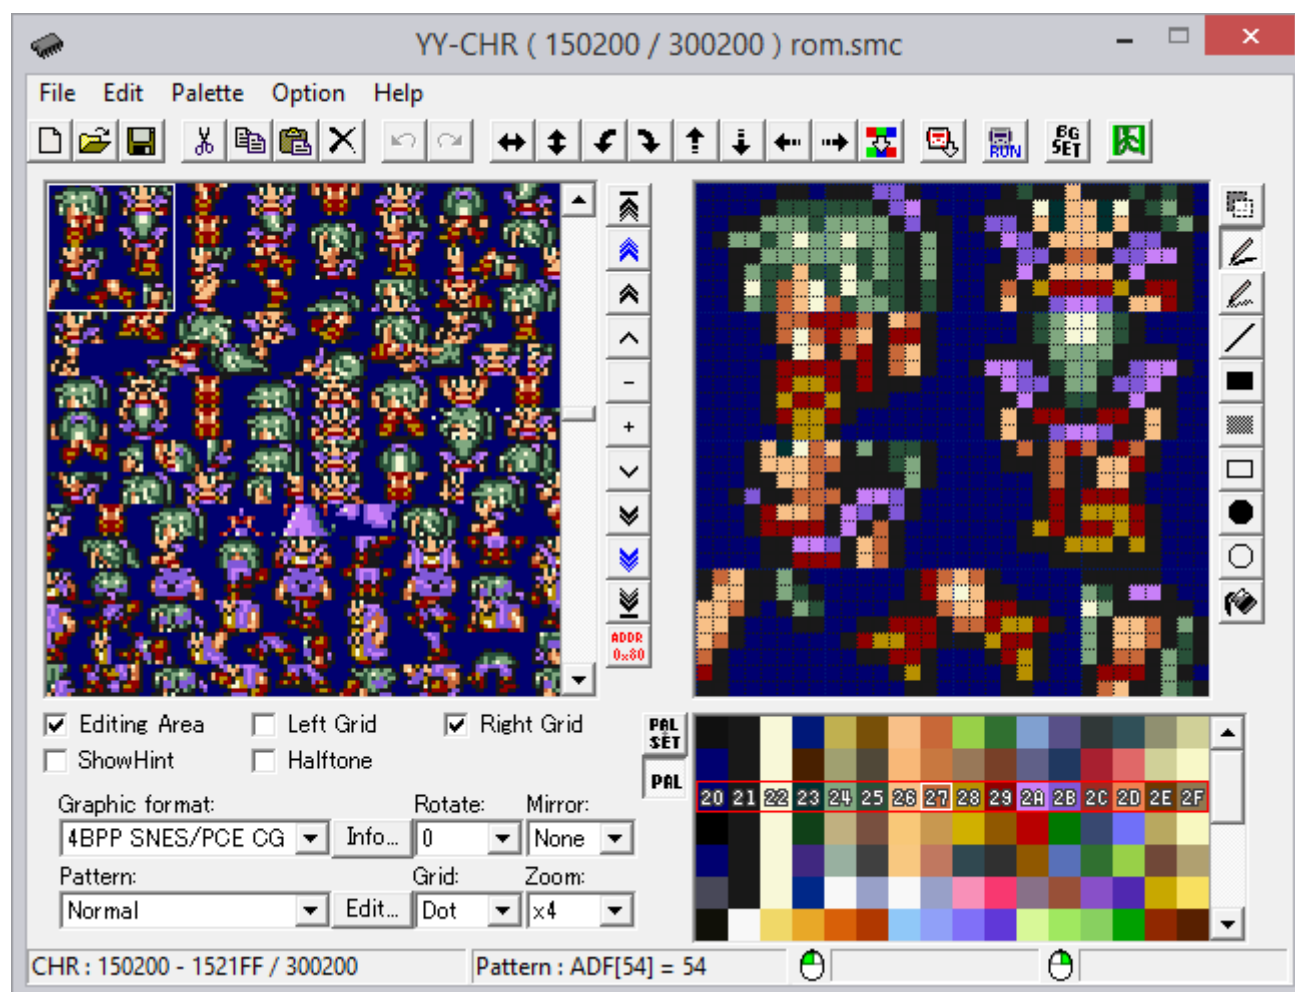 YY-CHR ( 150200 / 300200 ) rom.smc
File Edit Palette Option Help
RUN
BG SET
ADDR
0x80
Editing Area Left Grid Right Grid
ShowHint Halftone
PAL
SET
PAL
20 21 22 23 24 25 26 27 28 29 2A 2B 2C 2D 2E 2F
Graphic format: Rotate: Mirror:
4BPP SNES/PCE CG Info... 0 None
Pattern: Grid: Zoom:
Normal Edit... Dot x4
CHR : 150200 - 1521FF / 300200 Pattern : ADF[54] = 54